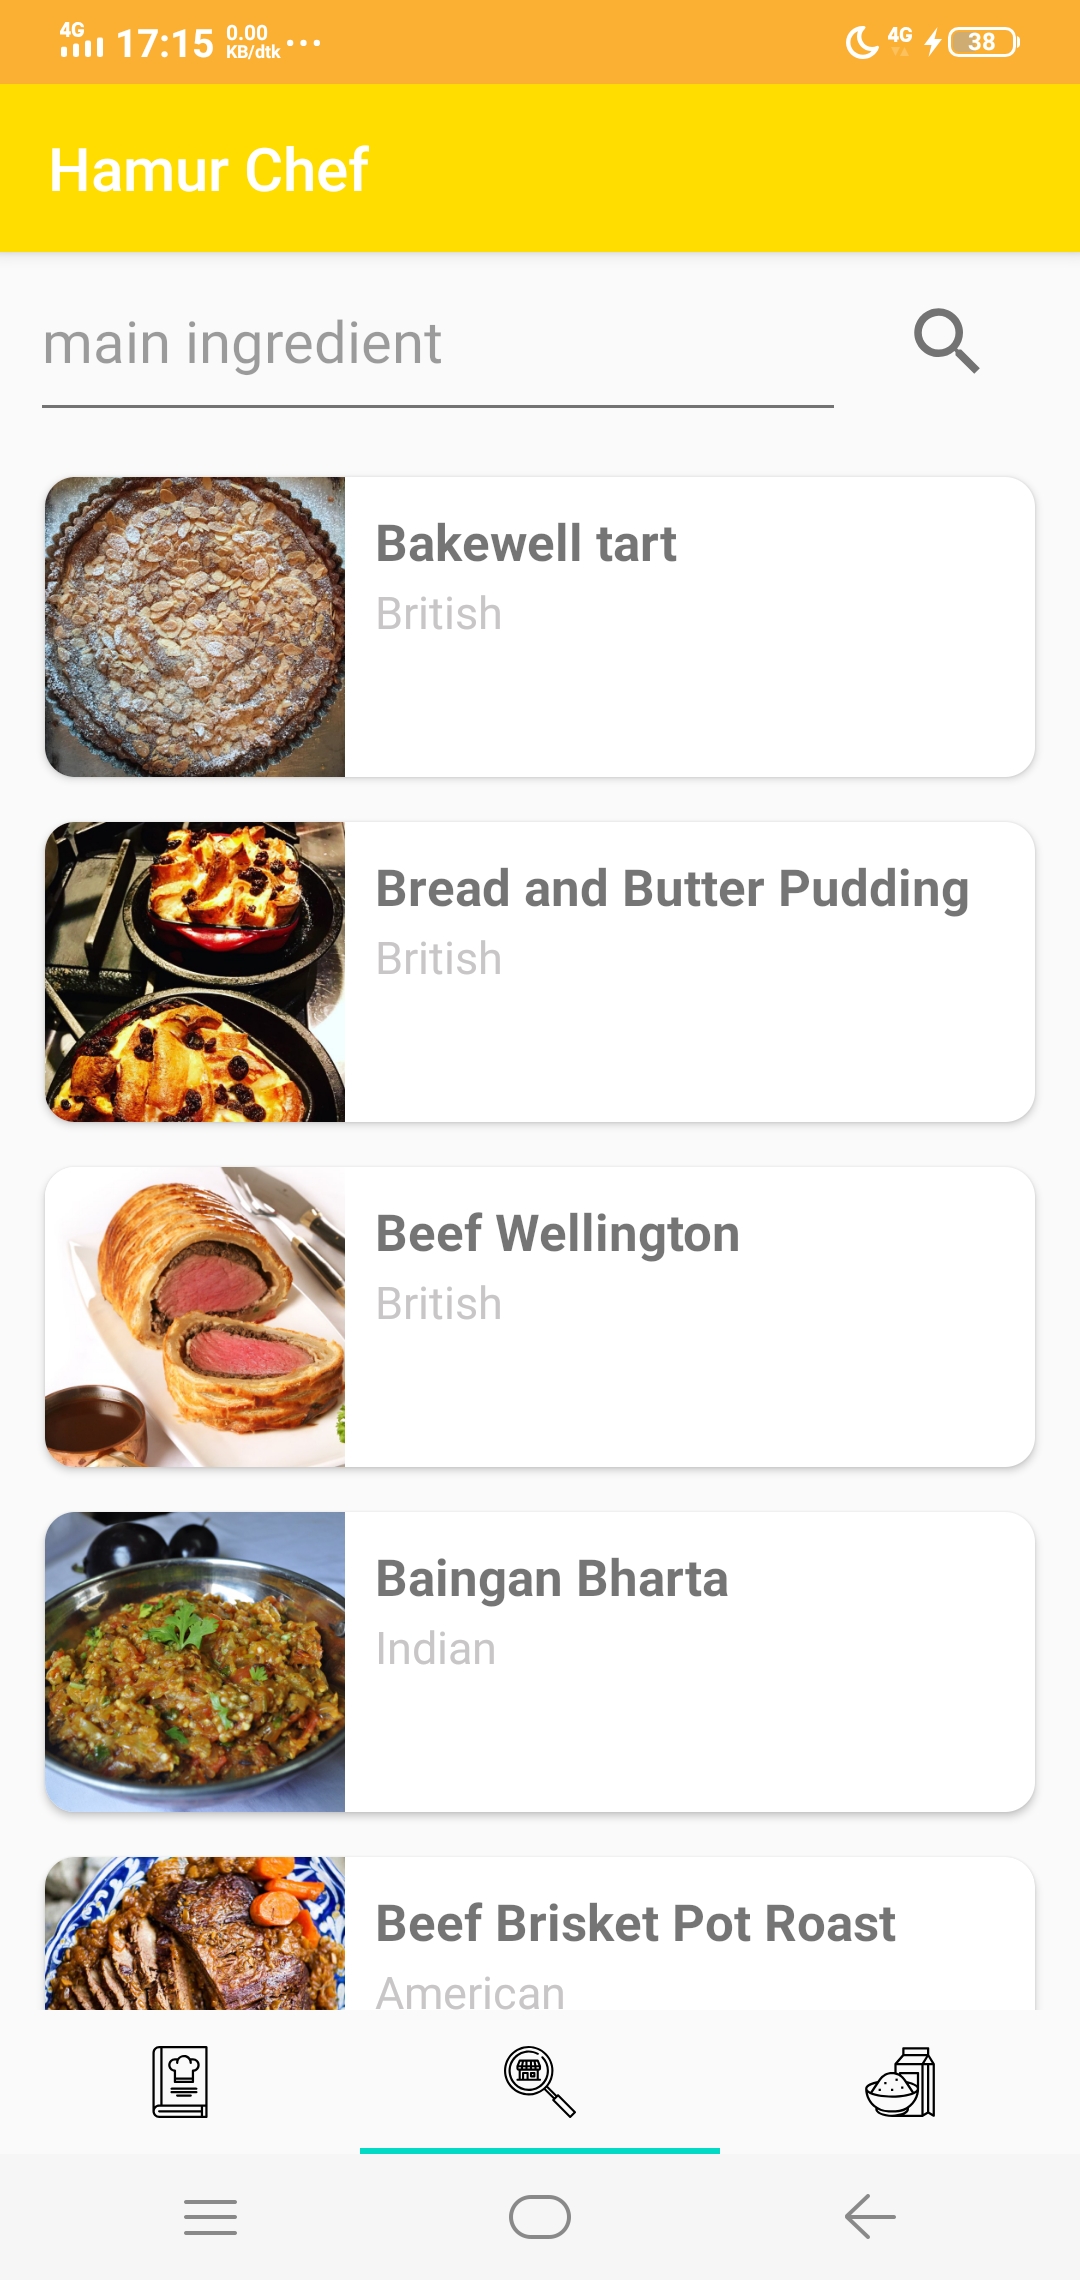 4G 17:15 0.00 KB/dtk ... 4G 38
Hamur Chef
main ingredient
Bakewell tart
British
Bread and Butter Pudding
British
Beef Wellington
British
Baingan Bharta
Indian
Beef Brisket Pot Roast
American